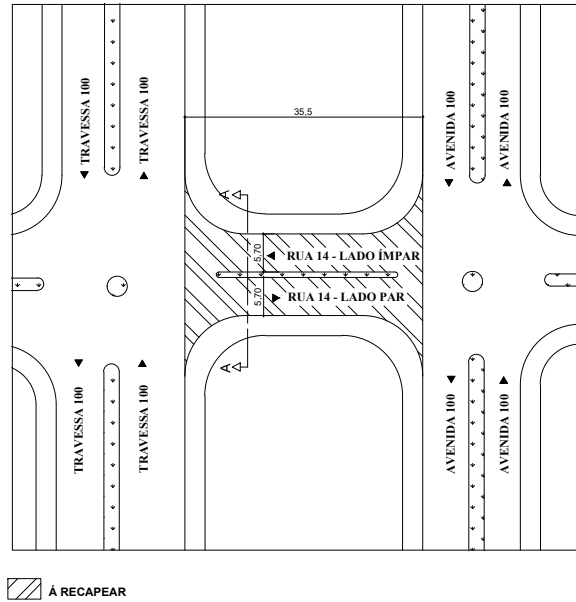 TRAVESSA 100
TRAVESSA 100
AVENIDA 100
AVENIDA 100
35,5
A
5,70
RUA 14 - LADO ÍMPAR
5,70
RUA 14 - LADO PAR
A
TRAVESSA 100
TRAVESSA 100
AVENIDA 100
AVENIDA 100
Á RECAPEAR